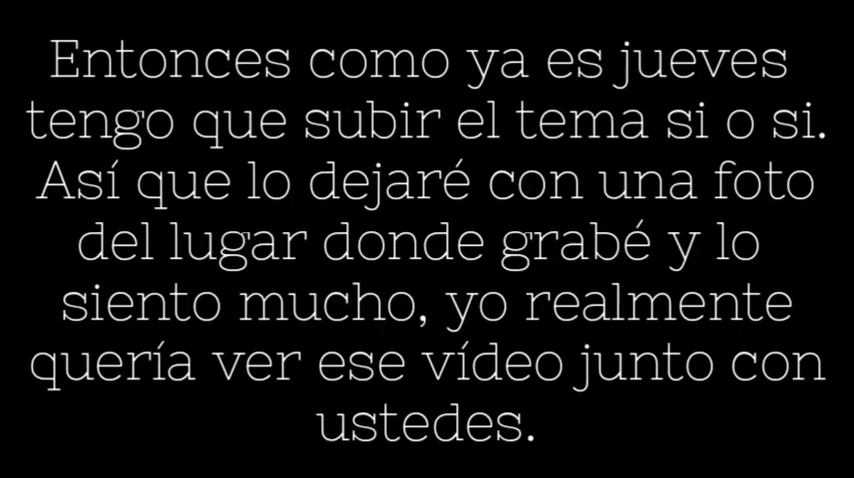 Entonces como ya es jueves
tengo que subir el tema si o si.
Así que lo dejaré con una foto
del lugar donde grabé y lo
siento mucho, yo realmente
quería ver ese vídeo junto con
ustedes.